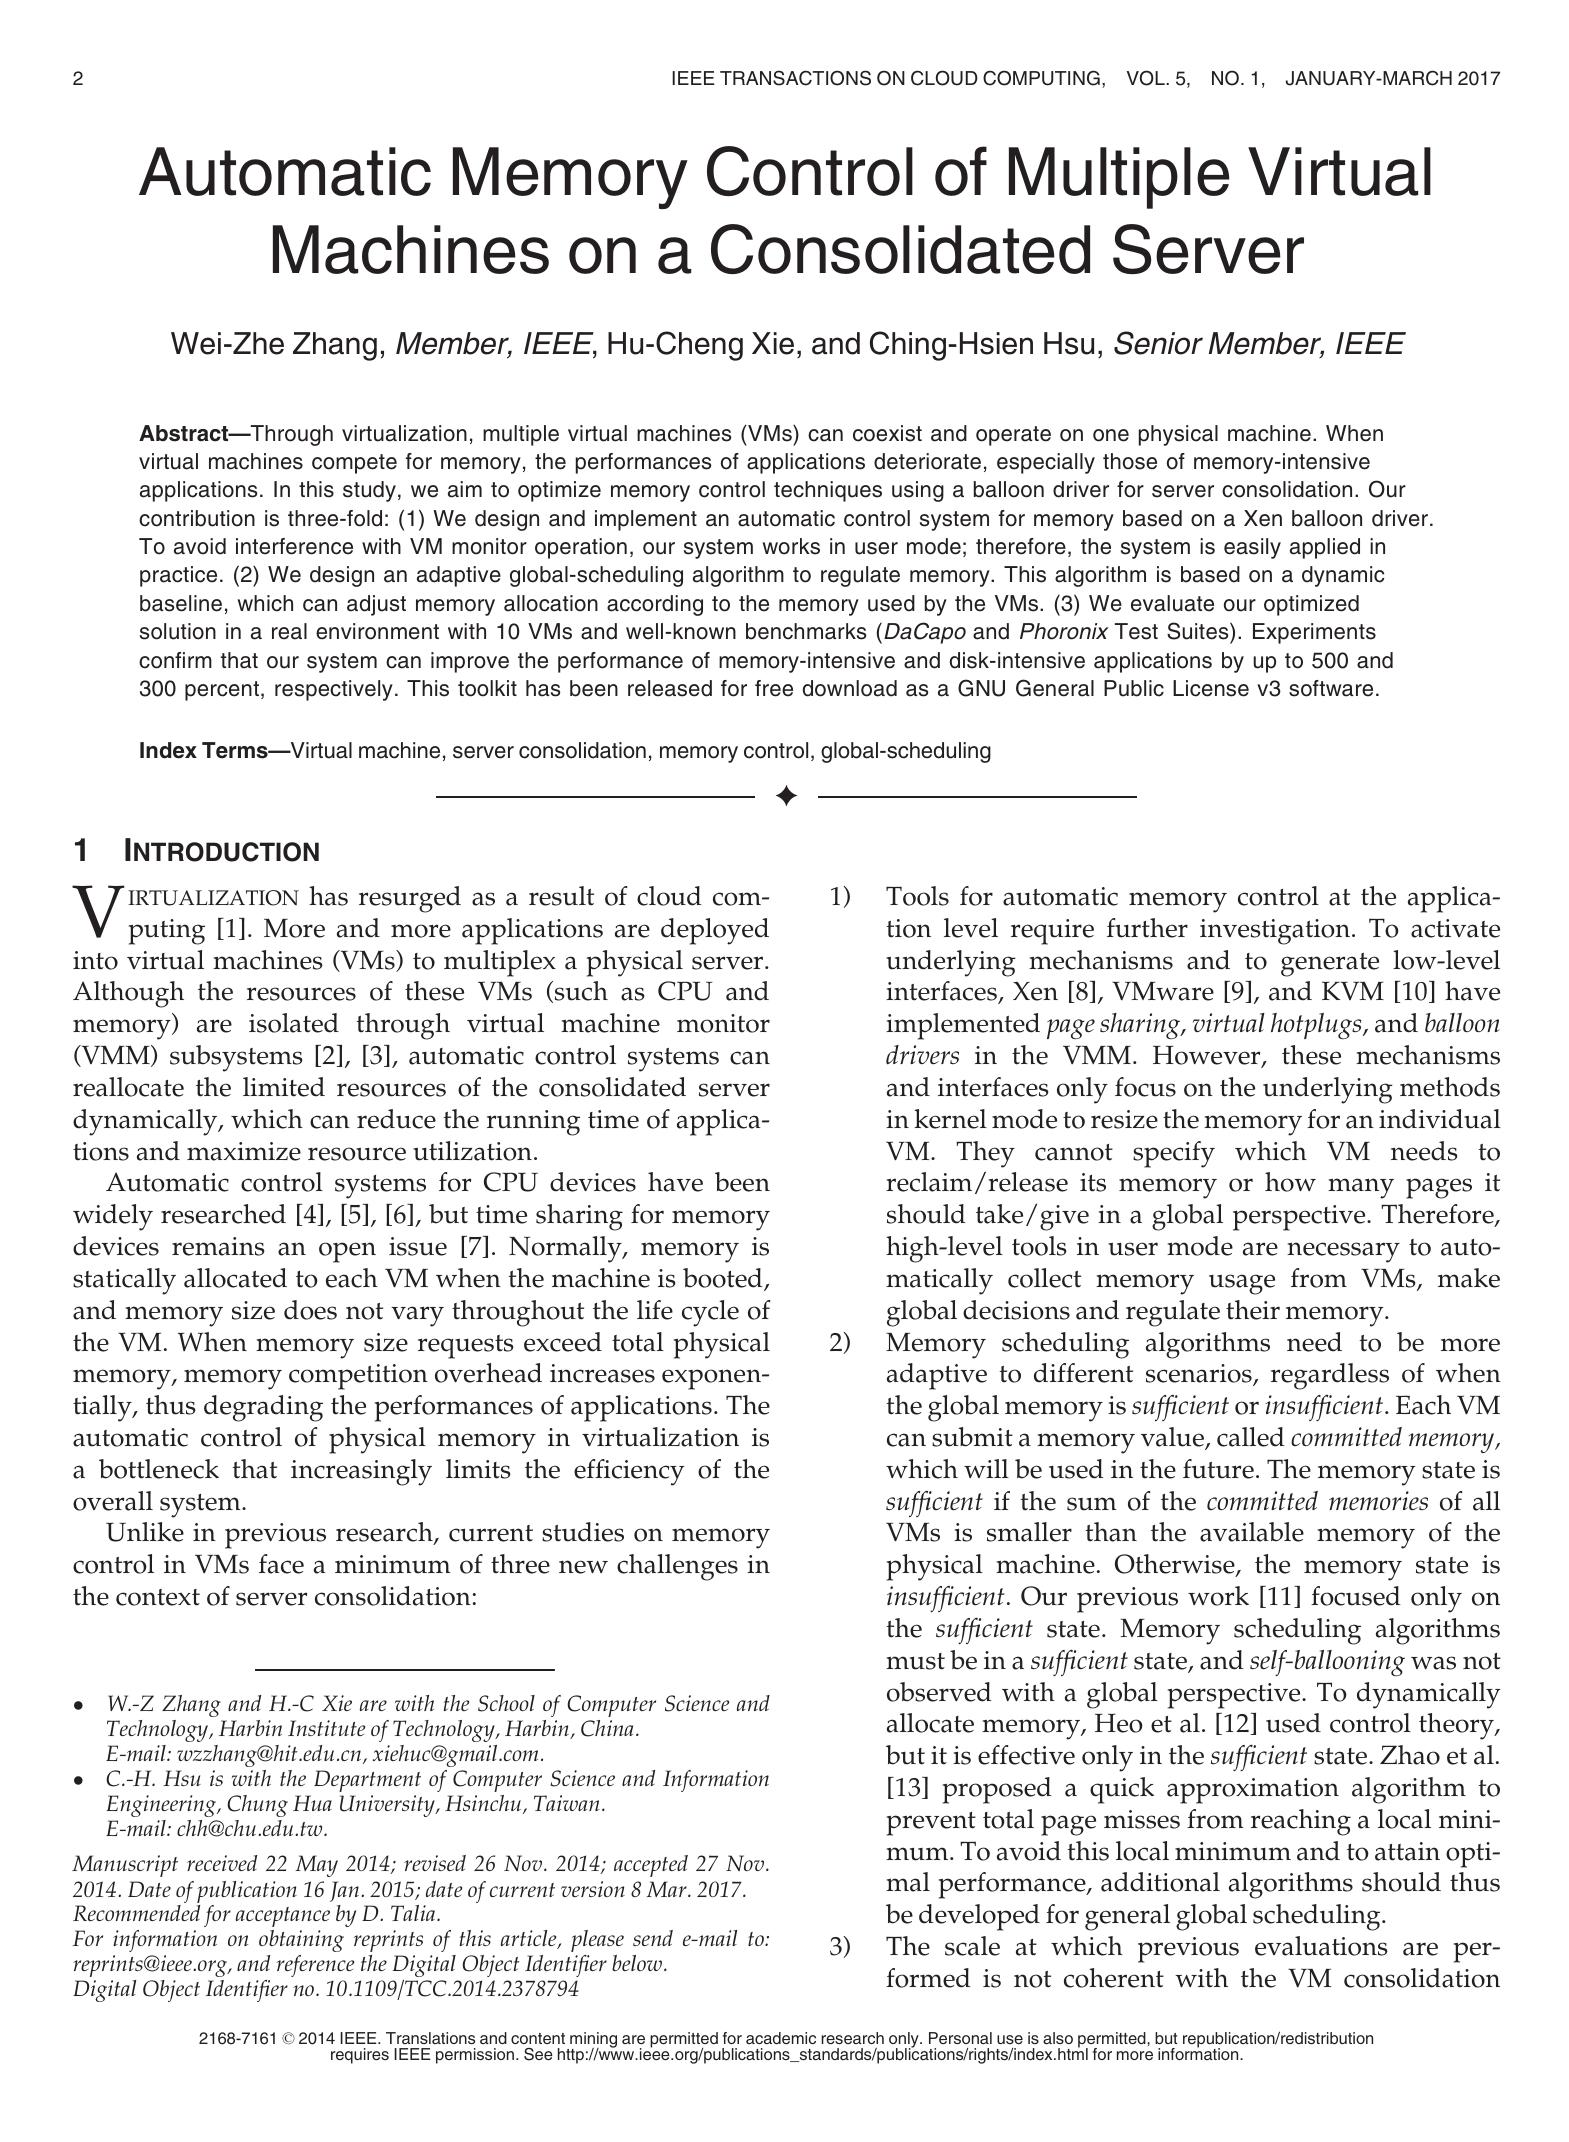 2
IEEE TRANSACTIONS ON CLOUD COMPUTING, VOL. 5, NO. 1, JANUARY-MARCH 2017
Automatic Memory Control of Multiple Virtual
Machines on a Consolidated Server
Wei-Zhe Zhang, Member, IEEE, Hu-Cheng Xie, and Ching-Hsien Hsu, Senior Member, IEEE
Abstract—Through virtualization, multiple virtual machines (VMs) can coexist and operate on one physical machine. When
virtual machines compete for memory, the performances of applications deteriorate, especially those of memory-intensive
applications. In this study, we aim to optimize memory control techniques using a balloon driver for server consolidation. Our
contribution is three-fold: (1) We design and implement an automatic control system for memory based on a Xen balloon driver.
To avoid interference with VM monitor operation, our system works in user mode; therefore, the system is easily applied in
practice. (2) We design an adaptive global-scheduling algorithm to regulate memory. This algorithm is based on a dynamic
baseline, which can adjust memory allocation according to the memory used by the VMs. (3) We evaluate our optimized
solution in a real environment with 10 VMs and well-known benchmarks (DaCapo and Phoronix Test Suites). Experiments
confirm that our system can improve the performance of memory-intensive and disk-intensive applications by up to 500 and
300 percent, respectively. This toolkit has been released for free download as a GNU General Public License v3 software.
Index Terms—Virtual machine, server consolidation, memory control, global-scheduling
1 INTRODUCTION
VIRTUALIZATION has resurged as a result of cloud com-
puting [1]. More and more applications are deployed
into virtual machines (VMs) to multiplex a physical server.
Although the resources of these VMs (such as CPU and
memory) are isolated through virtual machine monitor
(VMM) subsystems [2], [3], automatic control systems can
reallocate the limited resources of the consolidated server
dynamically, which can reduce the running time of applica-
tions and maximize resource utilization.
Automatic control systems for CPU devices have been
widely researched [4], [5], [6], but time sharing for memory
devices remains an open issue [7]. Normally, memory is
statically allocated to each VM when the machine is booted,
and memory size does not vary throughout the life cycle of
the VM. When memory size requests exceed total physical
memory, memory competition overhead increases exponen-
tially, thus degrading the performances of applications. The
automatic control of physical memory in virtualization is
a bottleneck that increasingly limits the efficiency of the
overall system.
Unlike in previous research, current studies on memory
control in VMs face a minimum of three new challenges in
the context of server consolidation:
• W.-Z Zhang and H.-C Xie are with the School of Computer Science and
Technology, Harbin Institute of Technology, Harbin, China.
E-mail: wzzhang@hit.edu.cn, xiehuc@gmail.com.
• C.-H. Hsu is with the Department of Computer Science and Information
Engineering, Chung Hua University, Hsinchu, Taiwan.
E-mail: chh@chu.edu.tw.
Manuscript received 22 May 2014; revised 26 Nov. 2014; accepted 27 Nov.
2014. Date of publication 16 Jan. 2015; date of current version 8 Mar. 2017.
Recommended for acceptance by D. Talia.
For information on obtaining reprints of this article, please send e-mail to:
reprints@ieee.org, and reference the Digital Object Identifier below.
Digital Object Identifier no. 10.1109/TCC.2014.2378794
1) Tools for automatic memory control at the applica-
tion level require further investigation. To activate
underlying mechanisms and to generate low-level
interfaces, Xen [8], VMware [9], and KVM [10] have
implemented page sharing, virtual hotplugs, and balloon
drivers in the VMM. However, these mechanisms
and interfaces only focus on the underlying methods
in kernel mode to resize the memory for an individual
VM. They cannot specify which VM needs to
reclaim/release its memory or how many pages it
should take/give in a global perspective. Therefore,
high-level tools in user mode are necessary to auto-
matically collect memory usage from VMs, make
global decisions and regulate their memory.
2) Memory scheduling algorithms need to be more
adaptive to different scenarios, regardless of when
the global memory is sufficient or insufficient. Each VM
can submit a memory value, called committed memory,
which will be used in the future. The memory state is
sufficient if the sum of the committed memories of all
VMs is smaller than the available memory of the
physical machine. Otherwise, the memory state is
insufficient. Our previous work [11] focused only on
the sufficient state. Memory scheduling algorithms
must be in a sufficient state, and self-ballooning was not
observed with a global perspective. To dynamically
allocate memory, Heo et al. [12] used control theory,
but it is effective only in the sufficient state. Zhao et al.
[13] proposed a quick approximation algorithm to
prevent total page misses from reaching a local mini-
mum. To avoid this local minimum and to attain opti-
mal performance, additional algorithms should thus
be developed for general global scheduling.
3) The scale at which previous evaluations are per-
formed is not coherent with the VM consolidation
2168-7161 © 2014 IEEE. Translations and content mining are permitted for academic research only. Personal use is also permitted, but republication/redistribution
requires IEEE permission. See http://www.ieee.org/publications_standards/publications/rights/index.html for more information.